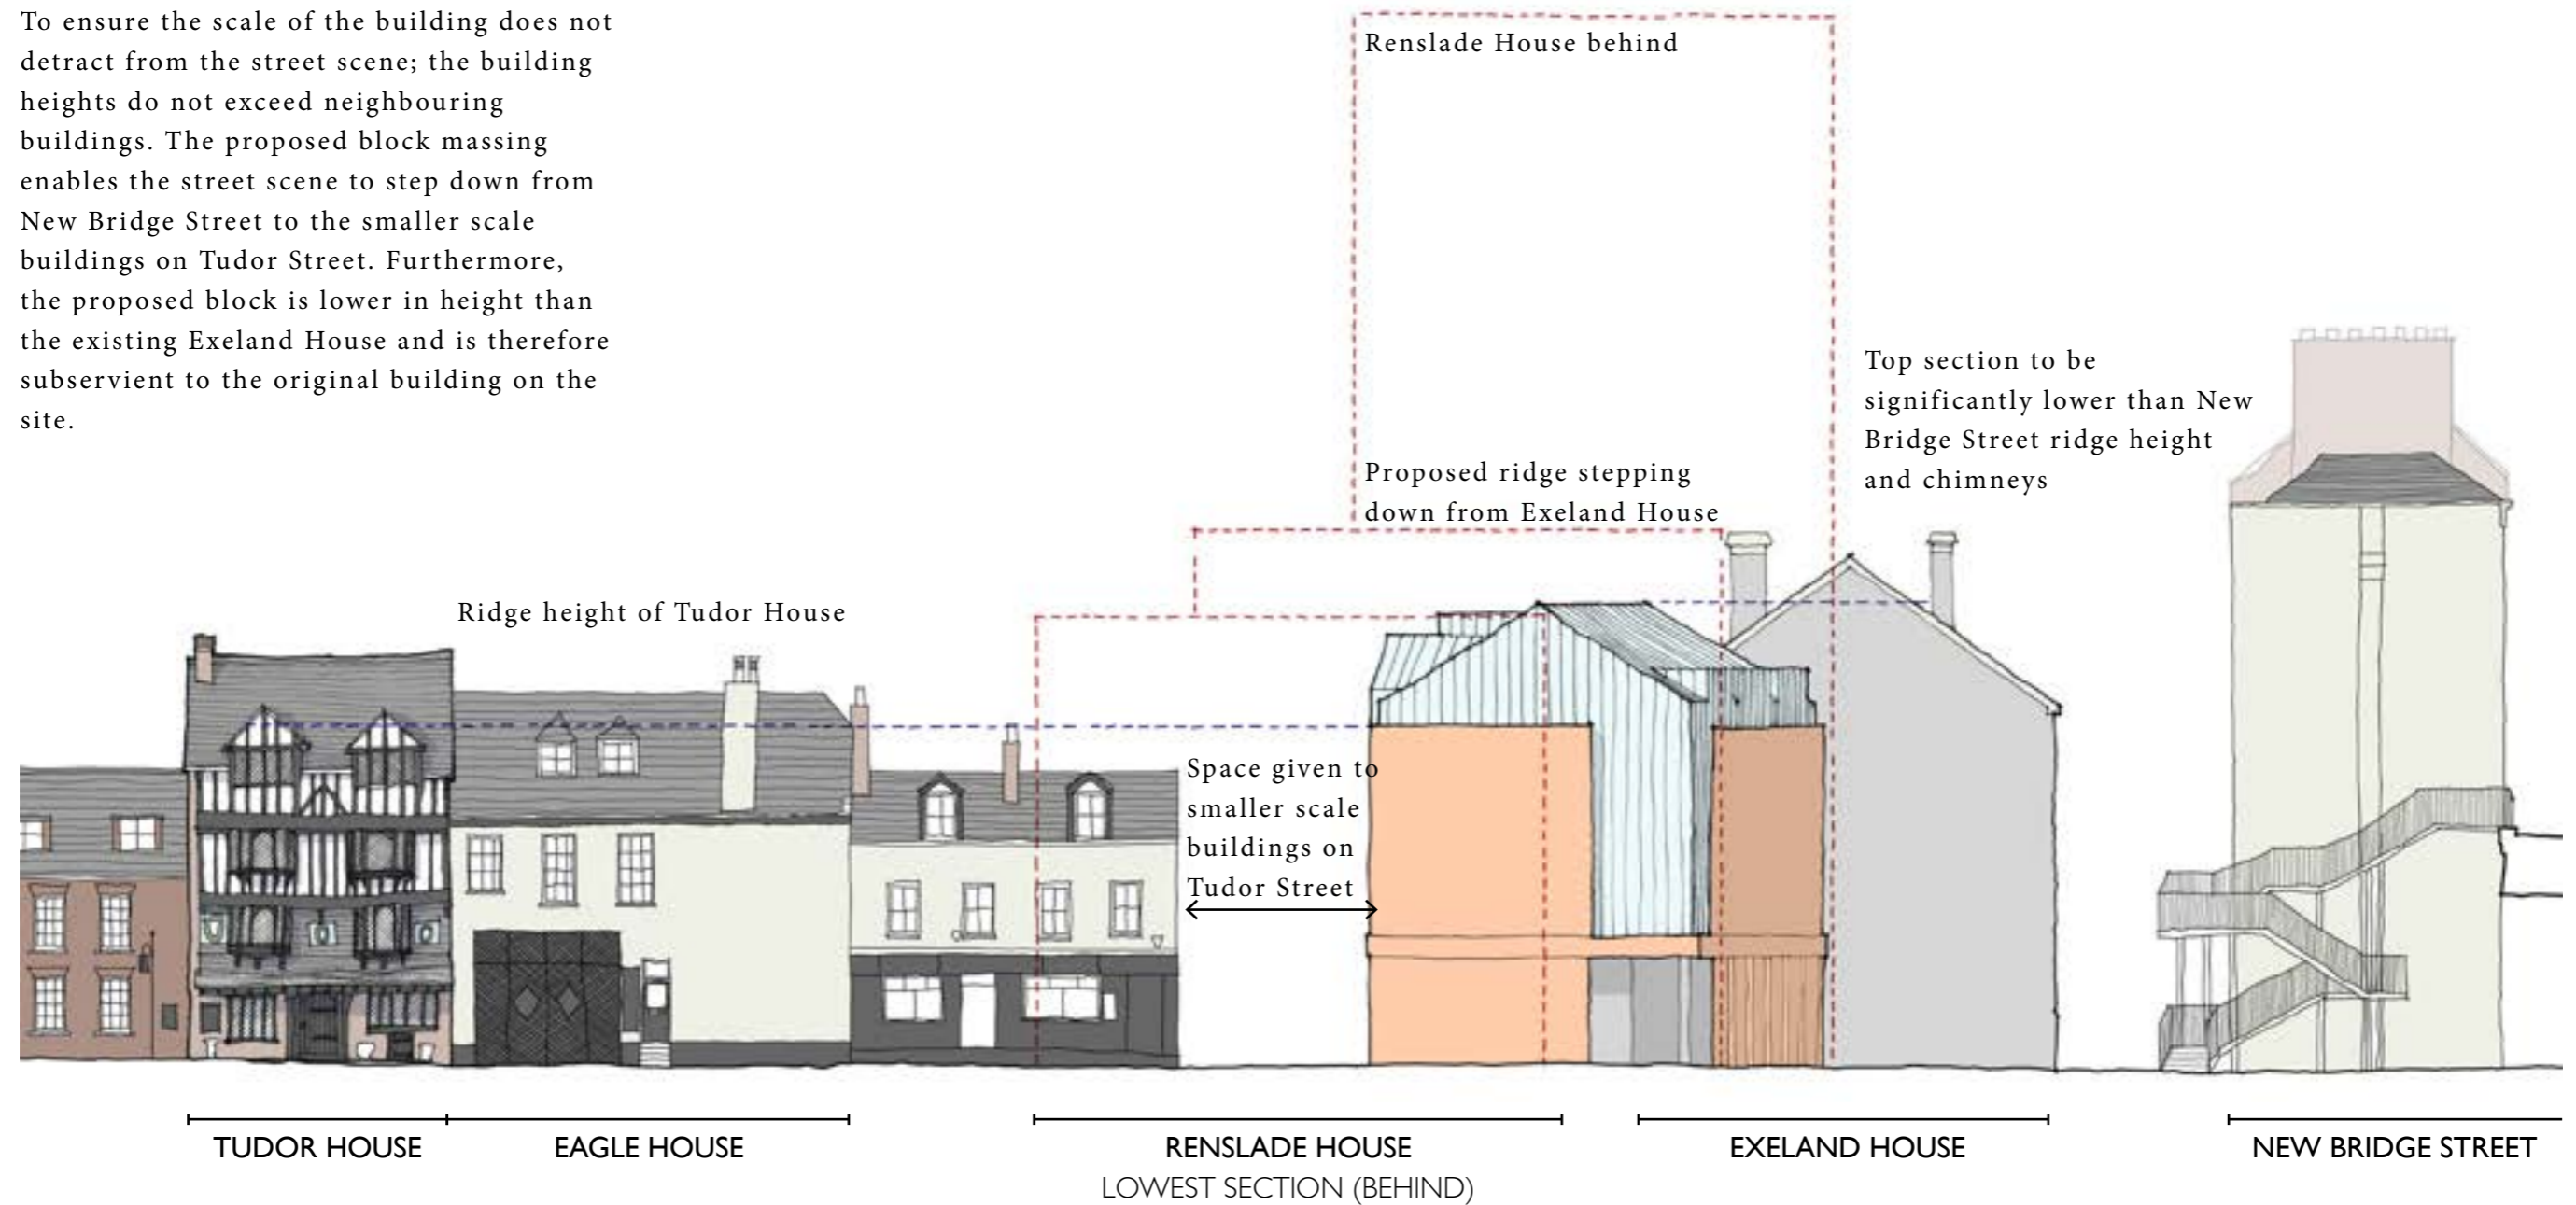 To ensure the scale of the building does not
detract from the street scene; the building
heights do not exceed neighbouring
buildings. The proposed block massing
enables the street scene to step down from
New Bridge Street to the smaller scale
buildings on Tudor Street. Furthermore,
the proposed block is lower in height than
the existing Exeland House and is therefore
subservient to the original building on the
site.
Renslade House behind
Top section to be
significantly lower than New
Bridge Street ridge height
and chimneys
Proposed ridge stepping
down from Exeland House
Ridge height of Tudor House
Space given to
smaller scale
buildings on
Tudor Street
TUDOR HOUSE
EAGLE HOUSE
RENSLADE HOUSE
LOWEST SECTION (BEHIND)
EXELAND HOUSE
NEW BRIDGE STREET